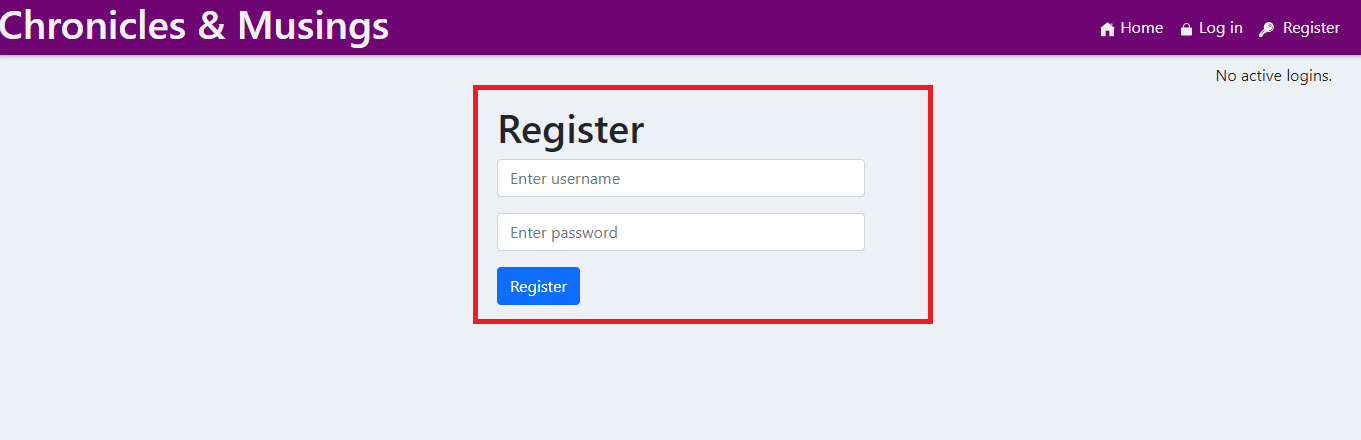 Chronicles & Musings
Home Log in Register
No active logins.
Register
Enter username
Enter password
Register